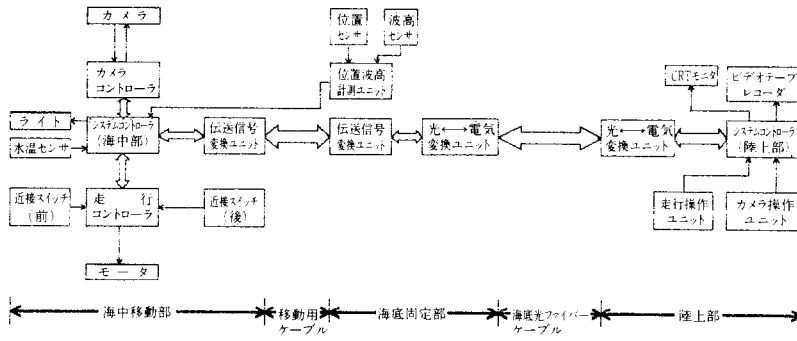 カメラ
位置
センサ
波高
センサ
カメラ
コントローラ
位置波高
計測ユニット
CRTモニタ
ビデオテープ
レコーダ
ライト
水温センサ
システムコントローラ
(海中部)
伝送信号
変換ユニット
伝送信号
変換ユニット
光←→電気
変換ユニット
光←→電気
変換ユニット
システムコントローラ
(陸上部)
近接スイッチ
(前)
走行
コントローラ
近接スイッチ
(後)
走行操作
ユニット
カメラ操作
ユニット
モータ
海中移動部
移動用
ケーブル
海底固定部
海底光ファイバー
ケーブル
陸上部